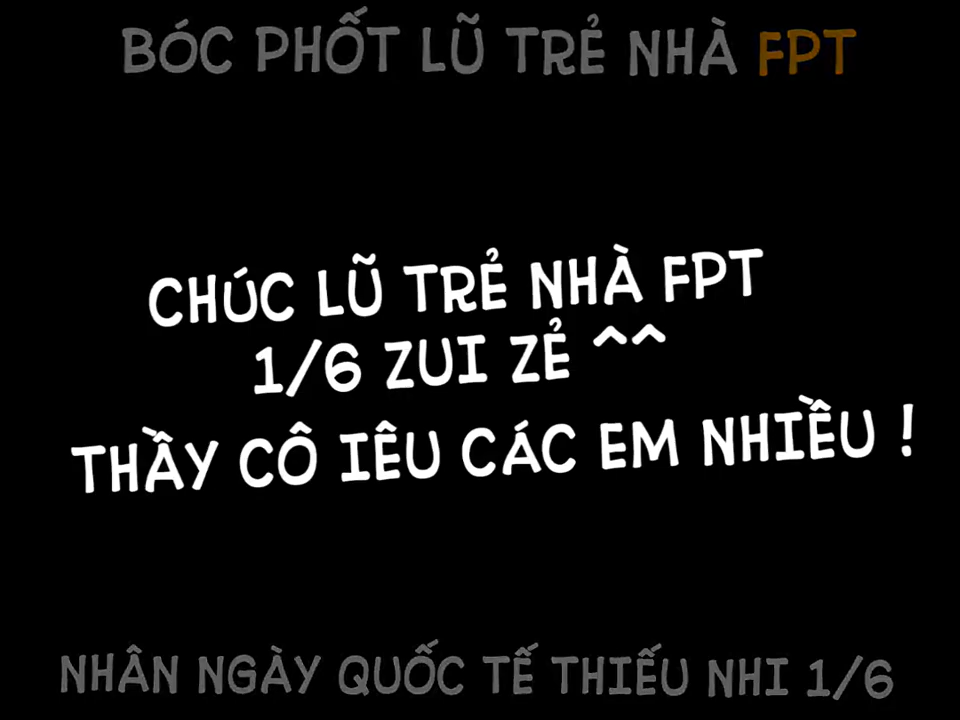 BÓC PHỐT LŨ TRẺ NHÀ FPT
CHÚC LŨ TRẺ NHÀ FPT
1/6 ZUI ZẺ ^^
THẦY CÔ IÊU CÁC EM NHIỀU !
NHÂN NGÀY QUỐC TẾ THIẾU NHI 1/6